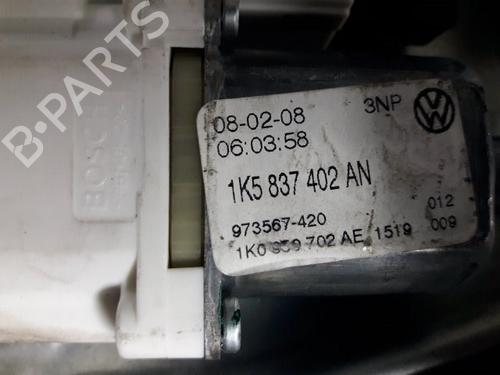 08-02-08 3NP
06:03:58
1K5 837 402 AN
973567-420 012
1K0 959 702 AE 1519 009
BOSCH
B-PARTS